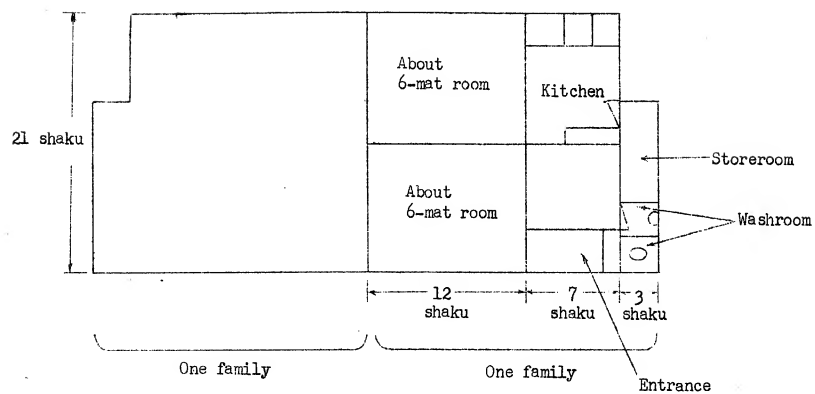 About
6-mat room
Kitchen
21 shaku
Storeroom
About
6-mat room
Washroom
12
shaku
7
shaku
3
shaku
One family
One family
Entrance